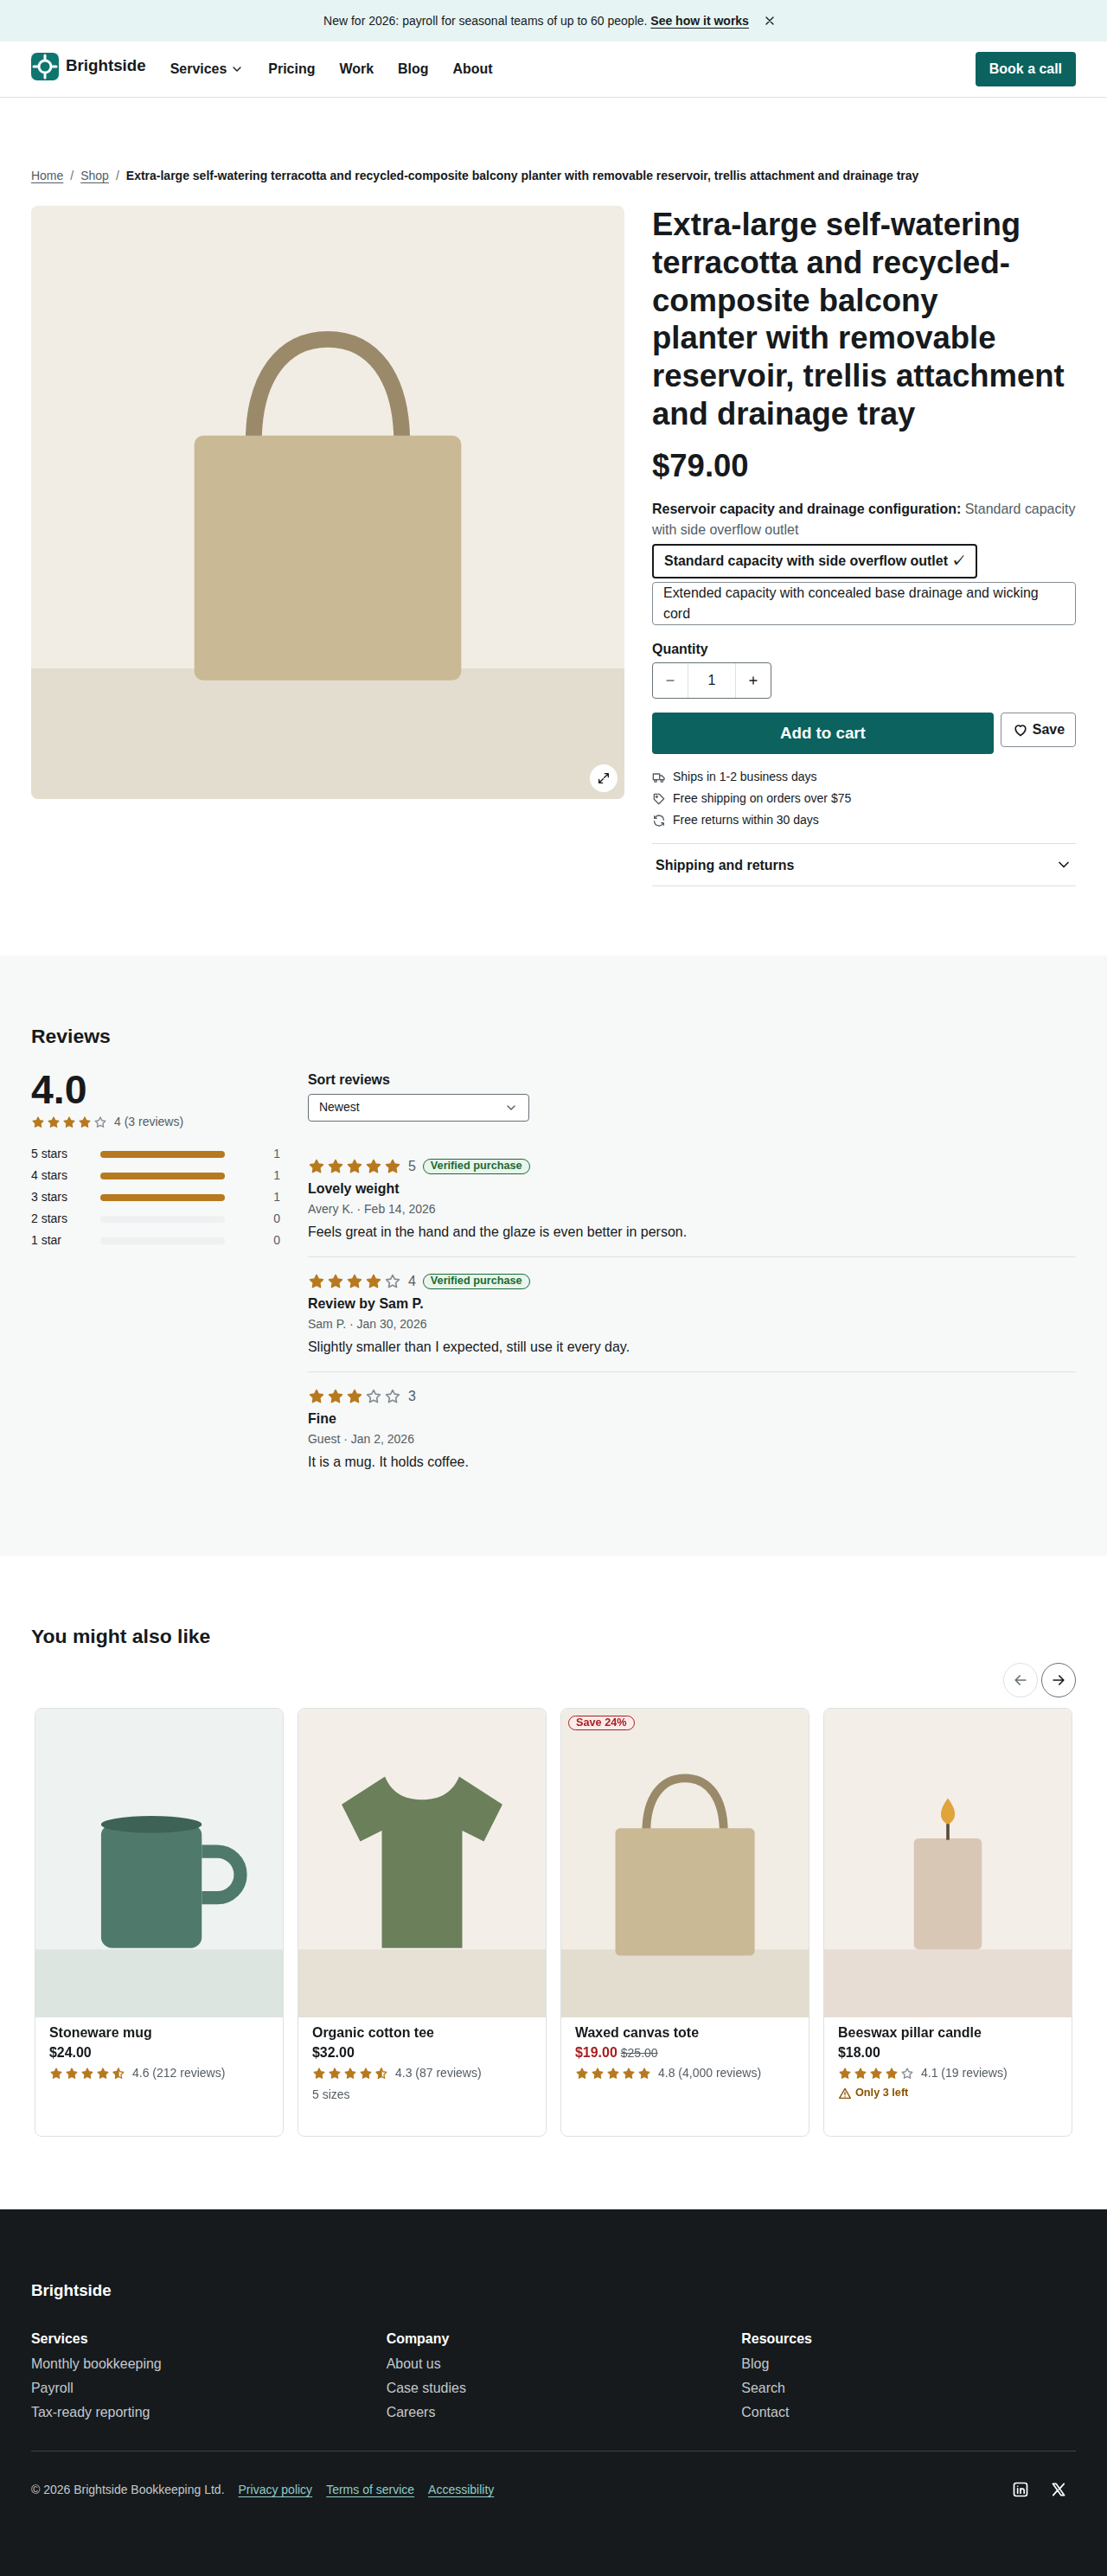 New for 2026: payroll for seasonal teams of up to 60 people. See how it works
Brightside
Services
Pricing
Work
Blog
About
Book a call
Home / Shop / Extra-large self-watering terracotta and recycled-composite balcony planter with removable reservoir, trellis attachment and drainage tray
Extra-large self-watering
terracotta and recycled-
composite balcony
planter with removable
reservoir, trellis attachment
and drainage tray
$79.00
Reservoir capacity and drainage configuration: Standard capacity
with side overflow outlet
Standard capacity with side overflow outlet ✓
Extended capacity with concealed base drainage and wicking
cord
Quantity
− 1 +
Add to cart
Save
Ships in 1-2 business days
Free shipping on orders over $75
Free returns within 30 days
Shipping and returns
Reviews
4.0
4 (3 reviews)
5 stars 1
4 stars 1
3 stars 1
2 stars 0
1 star 0
Sort reviews
Newest
5 Verified purchase
Lovely weight
Avery K. · Feb 14, 2026
Feels great in the hand and the glaze is even better in person.
4 Verified purchase
Review by Sam P.
Sam P. · Jan 30, 2026
Slightly smaller than I expected, still use it every day.
3
Fine
Guest · Jan 2, 2026
It is a mug. It holds coffee.
You might also like
Stoneware mug
$24.00
4.6 (212 reviews)
Organic cotton tee
$32.00
4.3 (87 reviews)
5 sizes
Save 24%
Waxed canvas tote
$19.00 $25.00
4.8 (4,000 reviews)
Beeswax pillar candle
$18.00
4.1 (19 reviews)
Only 3 left
Brightside
Services
Monthly bookkeeping
Payroll
Tax-ready reporting
Company
About us
Case studies
Careers
Resources
Blog
Search
Contact
© 2026 Brightside Bookkeeping Ltd. Privacy policy Terms of service Accessibility